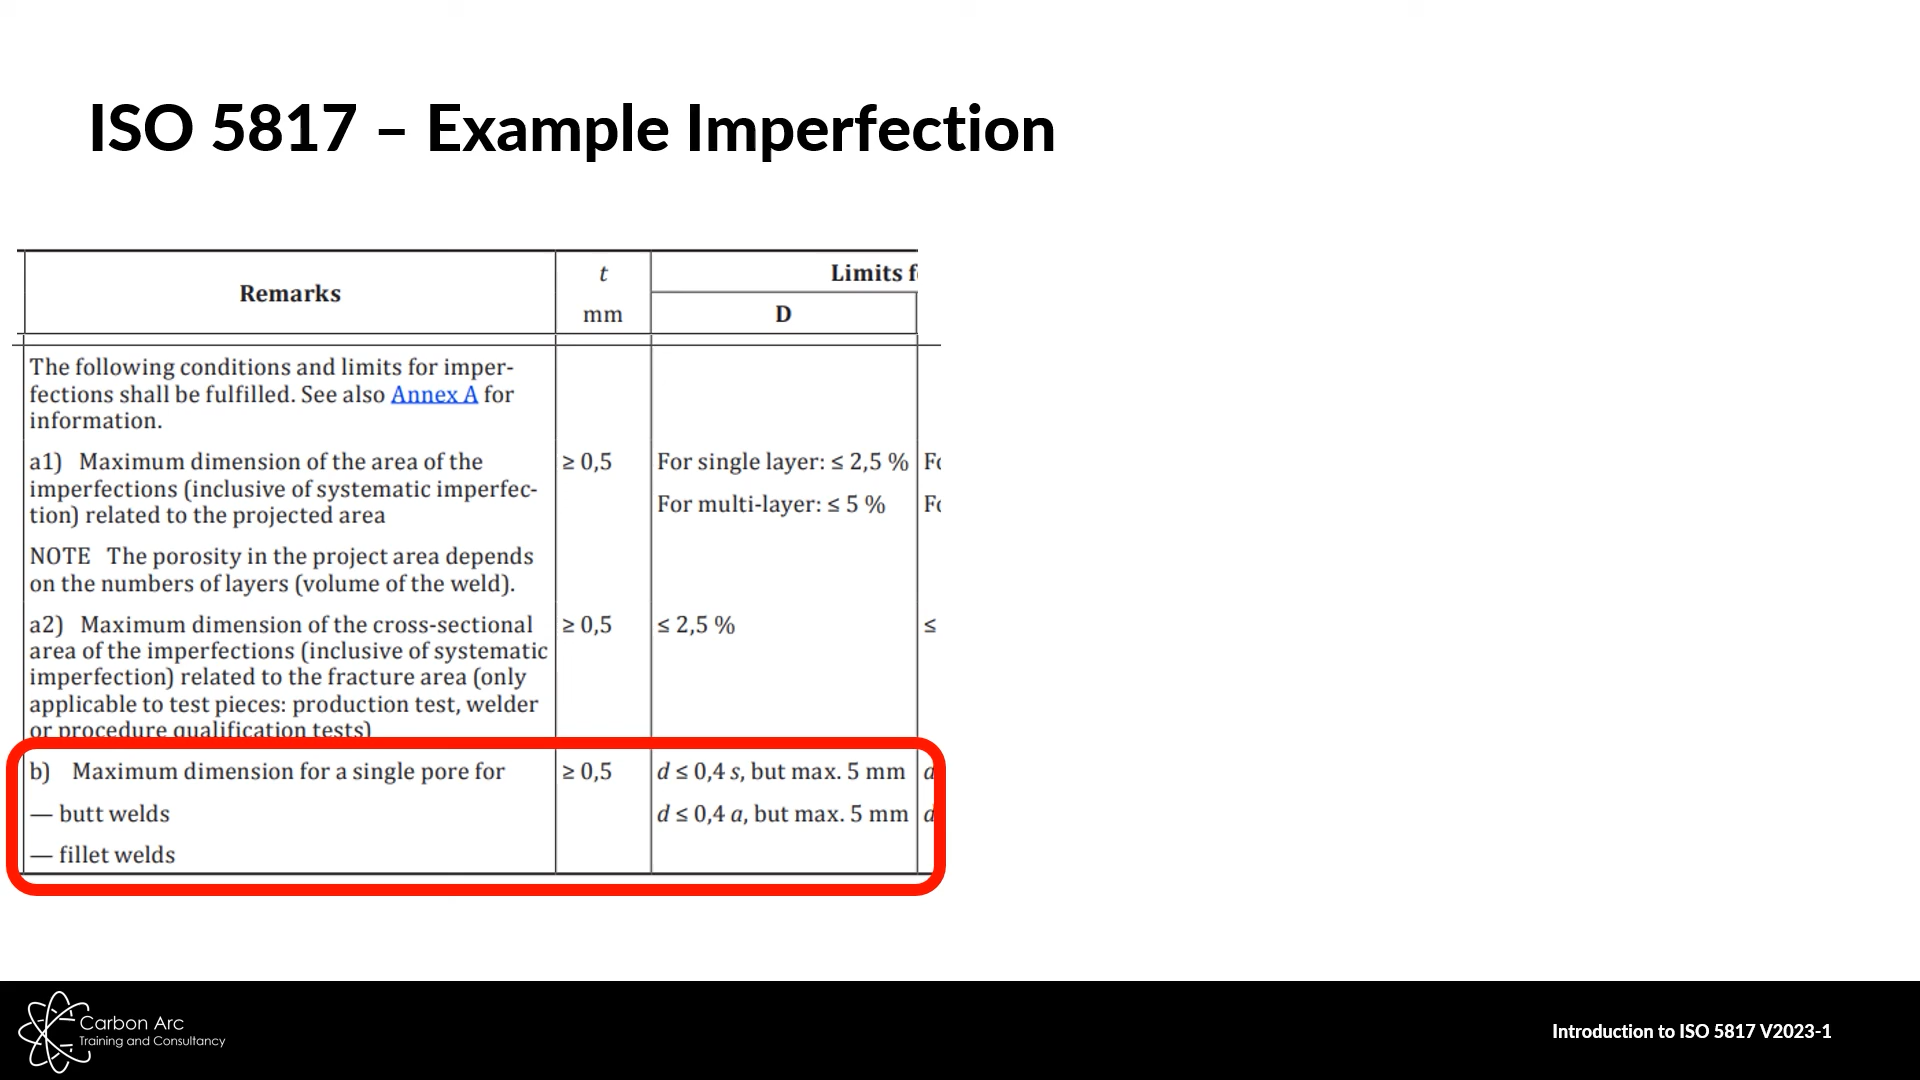 ISO 5817 – Example Imperfection
Remarks
t
mm
Limits f
D
The following conditions and limits for imper-
fections shall be fulfilled. See also Annex A for
information.
a1) Maximum dimension of the area of the
imperfections (inclusive of systematic imperfec-
tion) related to the projected area
≥ 0,5
For single layer: ≤ 2,5 %
For multi-layer: ≤ 5 %
NOTE The porosity in the project area depends
on the numbers of layers (volume of the weld).
a2) Maximum dimension of the cross-sectional
area of the imperfections (inclusive of systematic
imperfection) related to the fracture area (only
applicable to test pieces: production test, welder
or procedure qualification tests)
≥ 0,5
≤ 2,5 %
≤
b) Maximum dimension for a single pore for
— butt welds
— fillet welds
≥ 0,5
d ≤ 0,4 s, but max. 5 mm
d ≤ 0,4 a, but max. 5 mm
Carbon Arc
Training and Consultancy
Introduction to ISO 5817 V2023-1